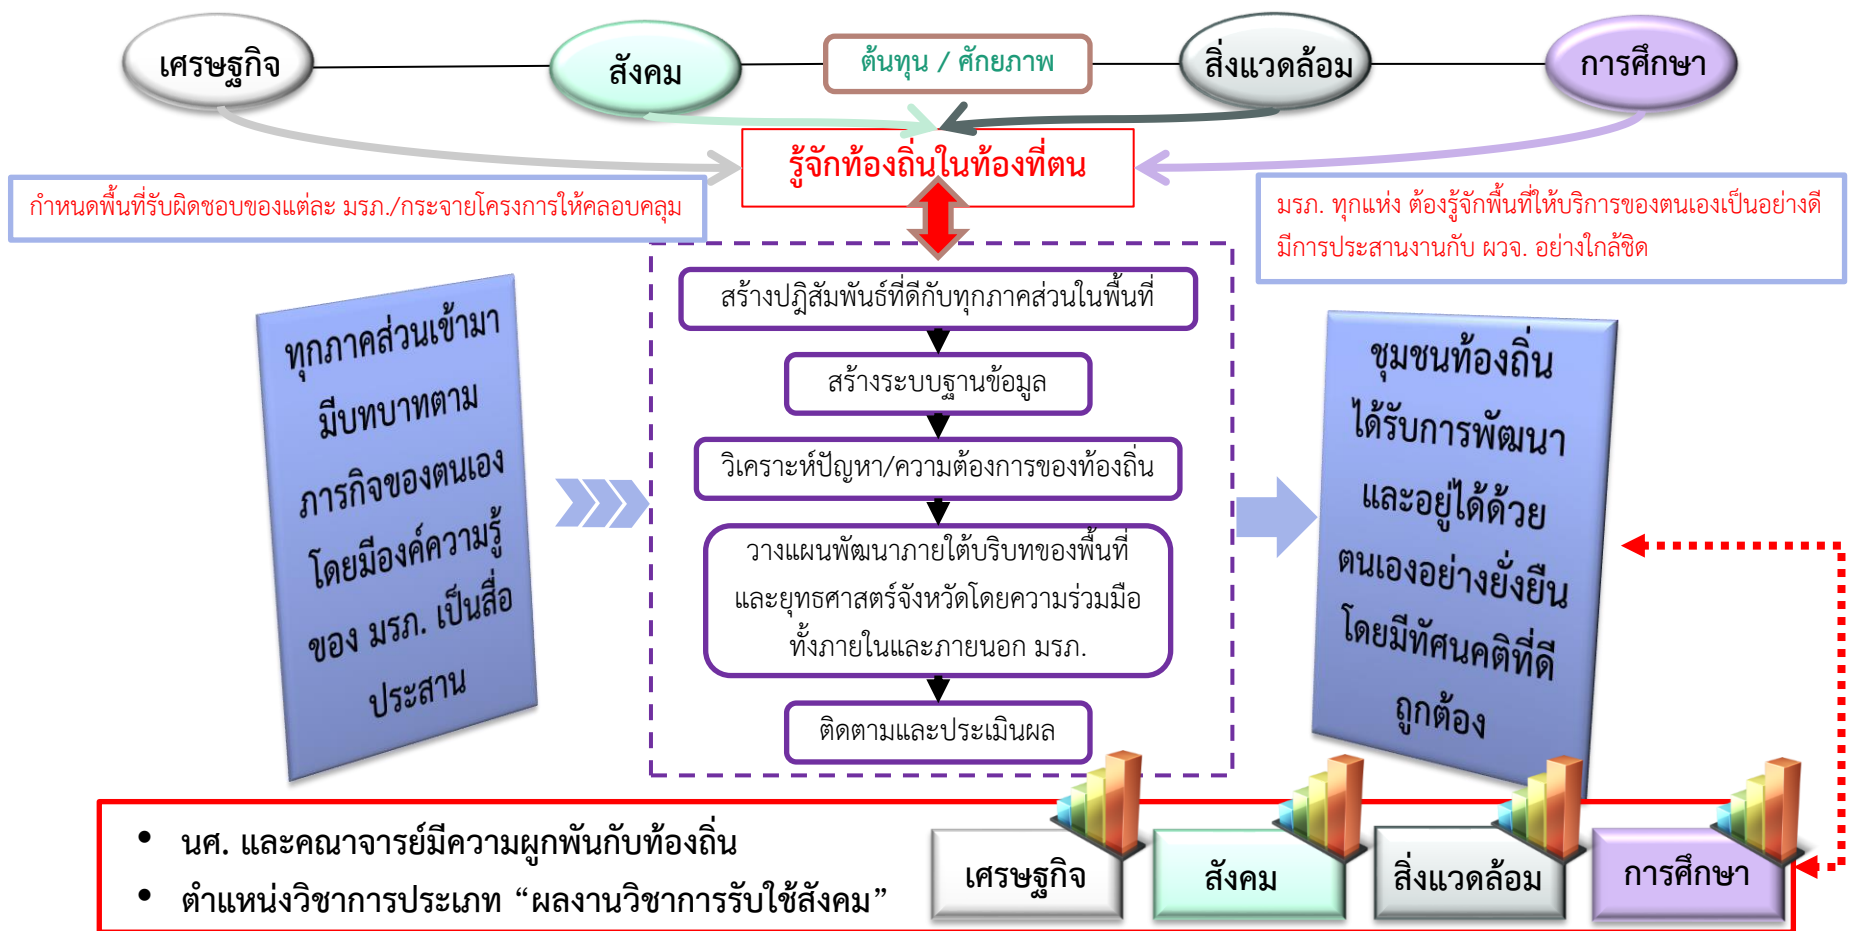 เศรษฐกิจ
สังคม
ต้นทุน / ศักยภาพ
สิ่งแวดล้อม
การศึกษา
รู้จักท้องถิ่นในท้องที่ตน
กำหนดพื้นที่รับผิดชอบของแต่ละ มรภ./กระจายโครงการให้คลอบคลุม
มรภ. ทุกแห่ง ต้องรู้จักพื้นที่ให้บริการของตนเองเป็นอย่างดี
มีการประสานงานกับ ผวจ. อย่างใกล้ชิด
ทุกภาคส่วนเข้ามา
มีบทบาทตาม
ภารกิจของตนเอง
โดยมีองค์ความรู้
ของ มรภ. เป็นสื่อ
ประสาน
สร้างปฎิสัมพันธ์ที่ดีกับทุกภาคส่วนในพื้นที่
สร้างระบบฐานข้อมูล
วิเคราะห์ปัญหา/ความต้องการของท้องถิ่น
วางแผนพัฒนาภายใต้บริบทของพื้นที่
และยุทธศาสตร์จังหวัดโดยความร่วมมือ
ทั้งภายในและภายนอก มรภ.
ติดตามและประเมินผล
ชุมชนท้องถิ่น
ได้รับการพัฒนา
และอยู่ได้ด้วย
ตนเองอย่างยั่งยืน
โดยมีทัศนคติที่ดี
ถูกต้อง
• นศ. และคณาจารย์มีความผูกพันกับท้องถิ่น
• ตำแหน่งวิชาการประเภท “ผลงานวิชาการรับใช้สังคม”
เศรษฐกิจ
สังคม
สิ่งแวดล้อม
การศึกษา